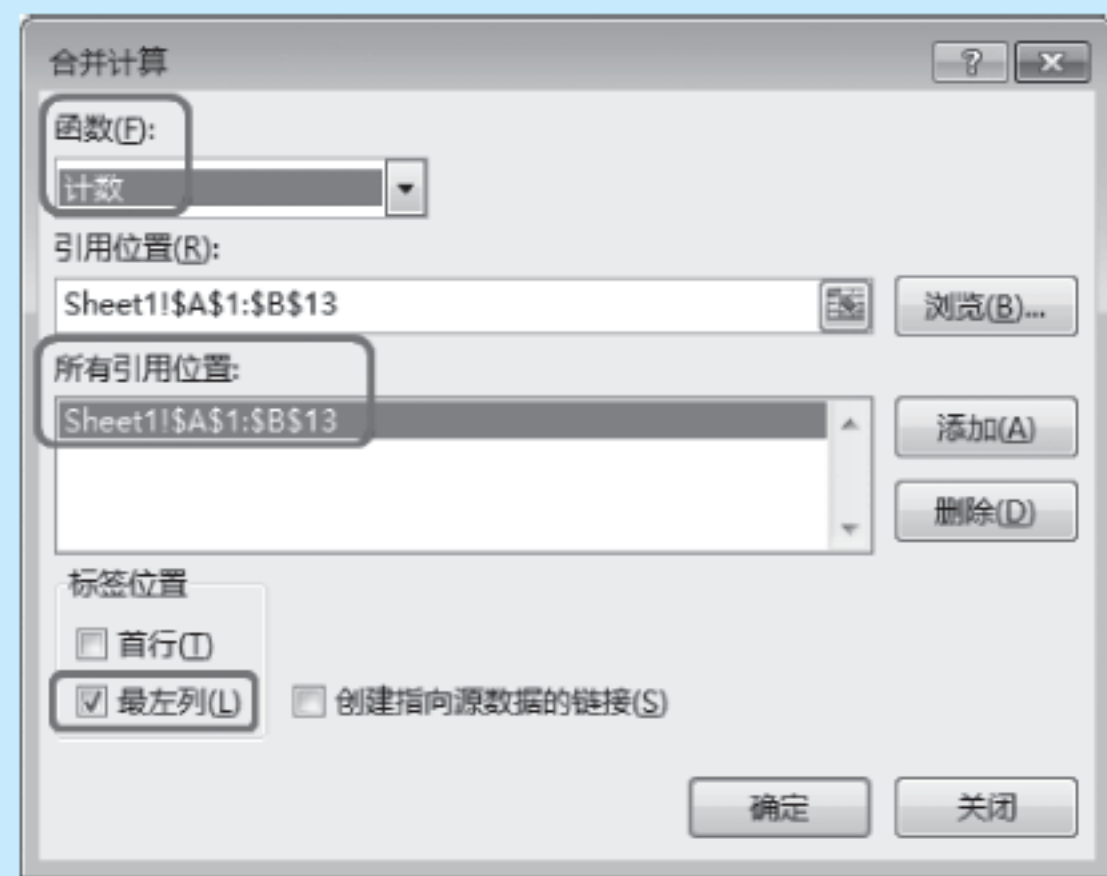 合并计算
函数(F):
计数
引用位置(R):
Sheet1!$A$1:$B$13
浏览(B)...
所有引用位置:
Sheet1!$A$1:$B$13
添加(A)
删除(D)
标签位置
首行(T)
最左列(L)
创建指向源数据的链接(S)
确定
关闭